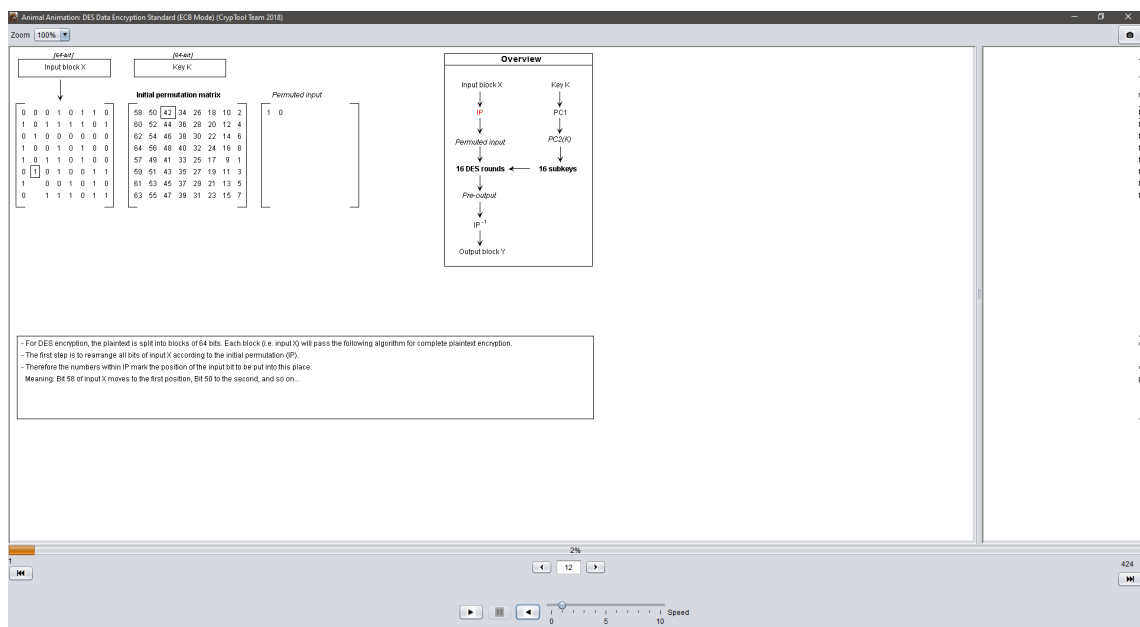 Animal Animation: DES Data Encryption Standard (ECB Mode) (CrypTool Team 2018)
Zoom 100%
[64-bit] [64-bit]
Input block X Key K
Initial permutation matrix Permuted input
0 0 0 1 0 1 1 0
1 0 1 1 1 1 0 1
0 1 0 0 0 0 0 0
1 0 0 1 0 1 0 0
1 0 1 1 0 1 0 0
0 1 0 1 0 0 1 1
1 0 0 1 0 1 0
0 1 1 1 0 1 1
58 50 42 34 26 18 10 2
60 52 44 36 28 20 12 4
62 54 46 38 30 22 14 6
64 56 48 40 32 24 16 8
57 49 41 33 25 17 9 1
59 51 43 35 27 19 11 3
61 53 45 37 29 21 13 5
63 55 47 39 31 23 15 7
1 0
Overview
Input block X Key K
IP PC1
Permuted input PC2(K)
16 DES rounds 16 subkeys
Pre-output
IP -1
Output block Y
- For DES encryption, the plaintext is split into blocks of 64 bits. Each block (i.e. input X) will pass the following algorithm for complete plaintext encryption.
- The first step is to rearrange all bits of input X according to the initial permutation (IP).
- Therefore the numbers within IP mark the position of the input bit to be put into this place.
Meaning: Bit 58 of input X moves to the first position, Bit 50 to the second, and so on...
2%
1 12 424
Speed
0 5 10